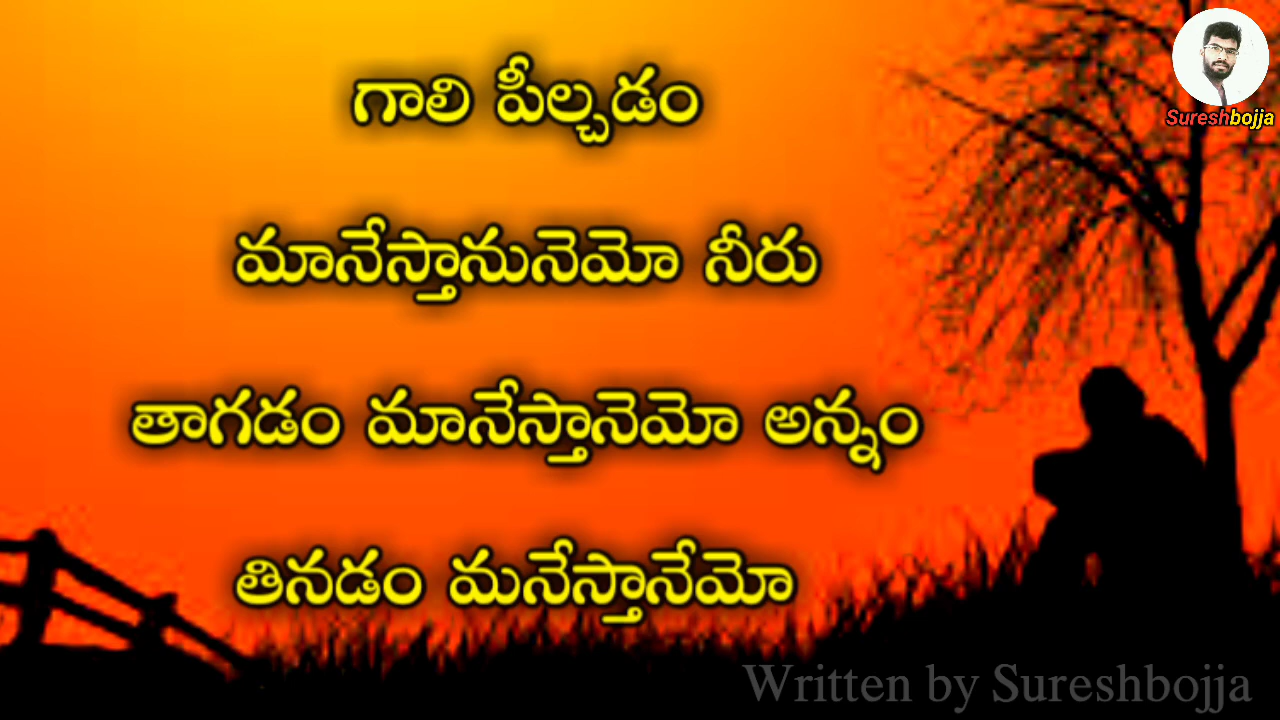 Sureshbojja
గాలి పీల్చడం
మానేస్తానునెమో నీరు
తాగడం మానేస్తానెమో అన్నం
తినడం మనేస్తానేమో
Written by Sureshbojja